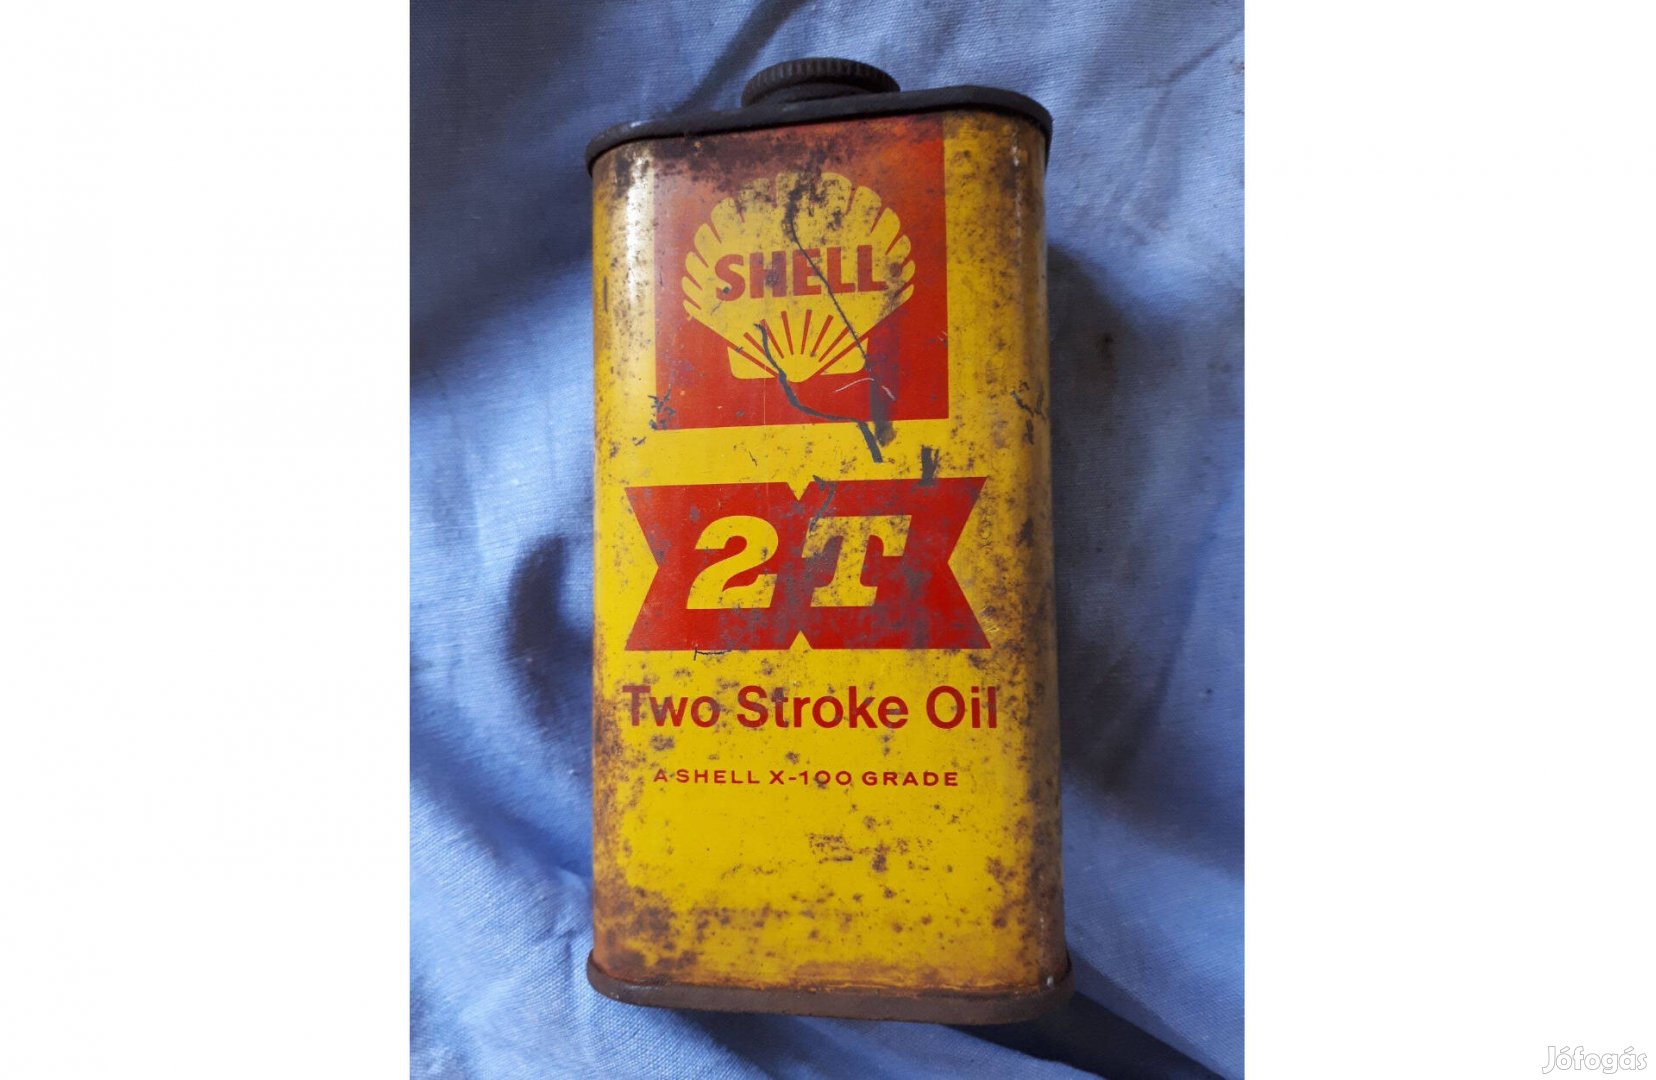 SHELL
2T
Two Stroke Oil
A SHELL X-100 GRADE
Jófogás